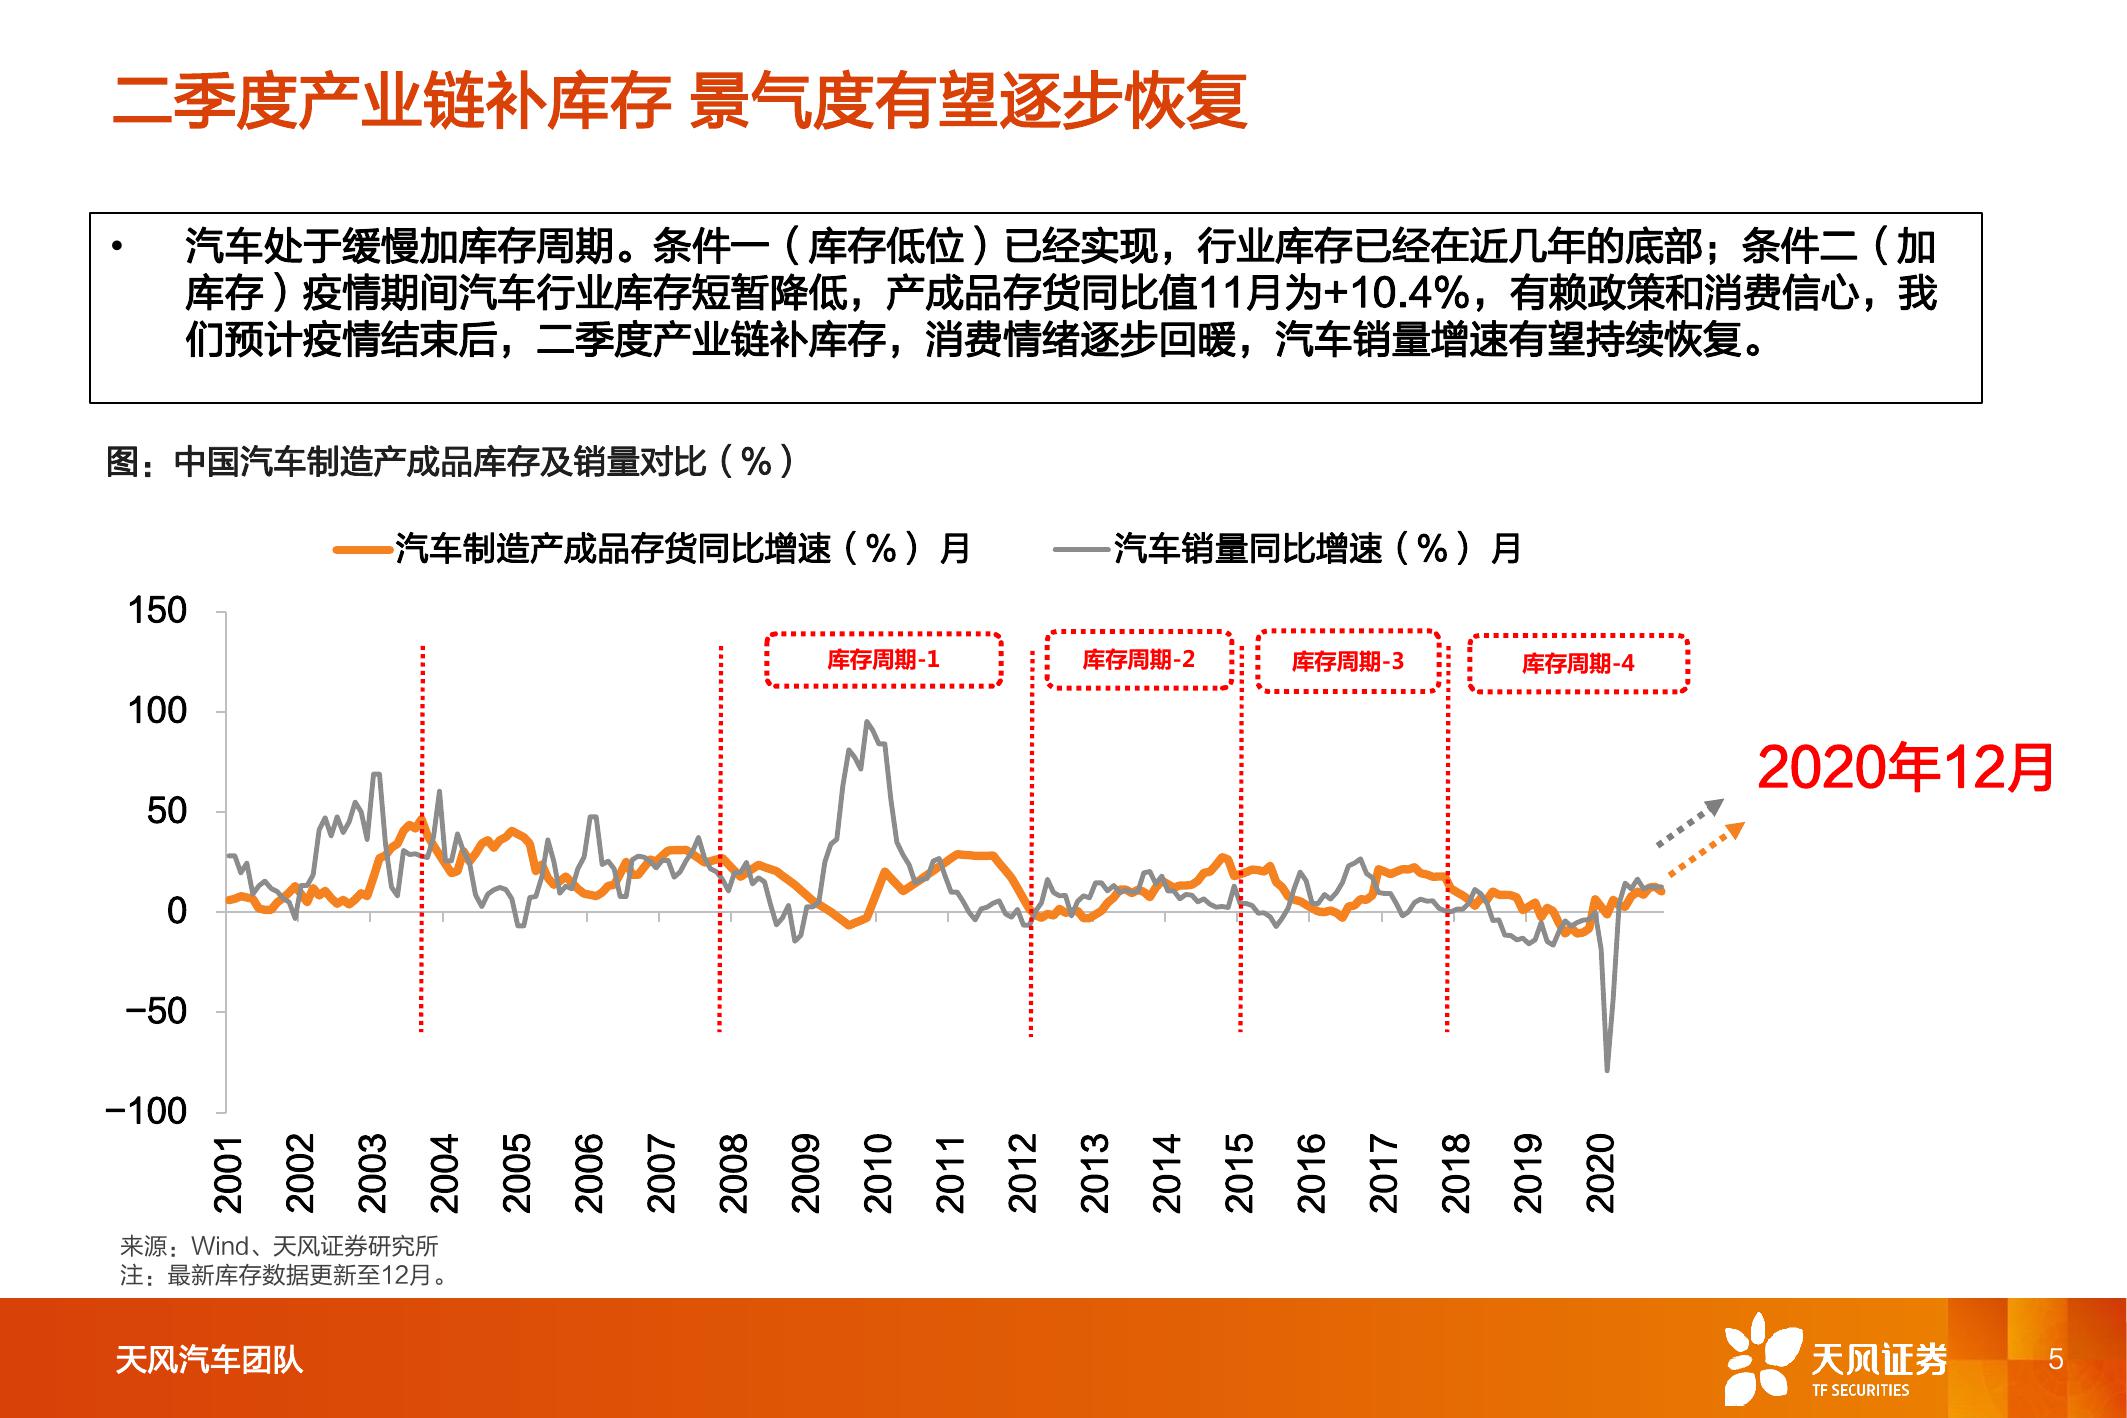 二季度产业链补库存 景气度有望逐步恢复
• 汽车处于缓慢加库存周期。条件一（库存低位）已经实现，行业库存已经在近几年的底部；条件二（加
库存）疫情期间汽车行业库存短暂降低，产成品存货同比值11月为+10.4%，有赖政策和消费信心，我
们预计疫情结束后，二季度产业链补库存，消费情绪逐步回暖，汽车销量增速有望持续恢复。
图：中国汽车制造产成品库存及销量对比（%）
汽车制造产成品存货同比增速（%） 月
汽车销量同比增速（%） 月
150
100
50
0
−50
−100
库存周期-1
库存周期-2
库存周期-3
库存周期-4
2020年12月
2001
2002
2003
2004
2005
2006
2007
2008
2009
2010
2011
2012
2013
2014
2015
2016
2017
2018
2019
2020
来源：Wind、天风证券研究所
注：最新库存数据更新至12月。
天风汽车团队
天风证券
TF SECURITIES
5